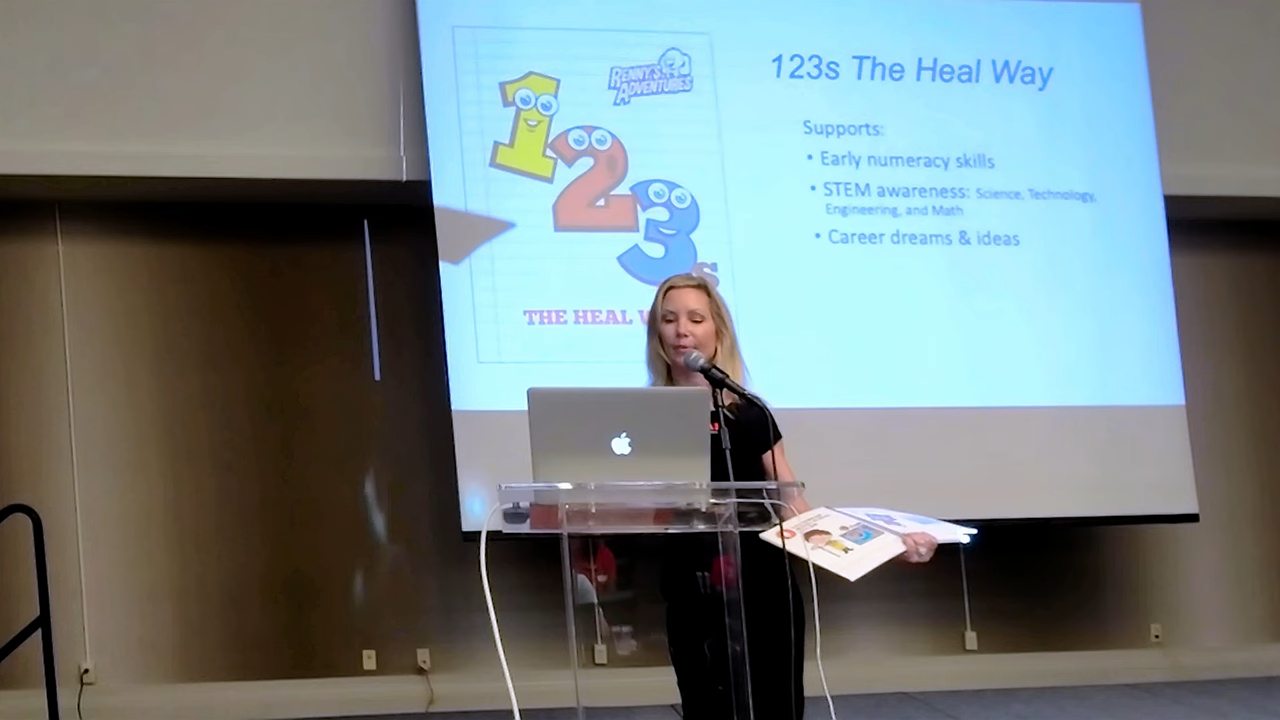 RENNY'S
ADVENTURES
1
2
3
s
THE HEAL
123s The Heal Way
Supports:
• Early numeracy skills
• STEM awareness: Science, Technology,
Engineering, and Math
• Career dreams & ideas